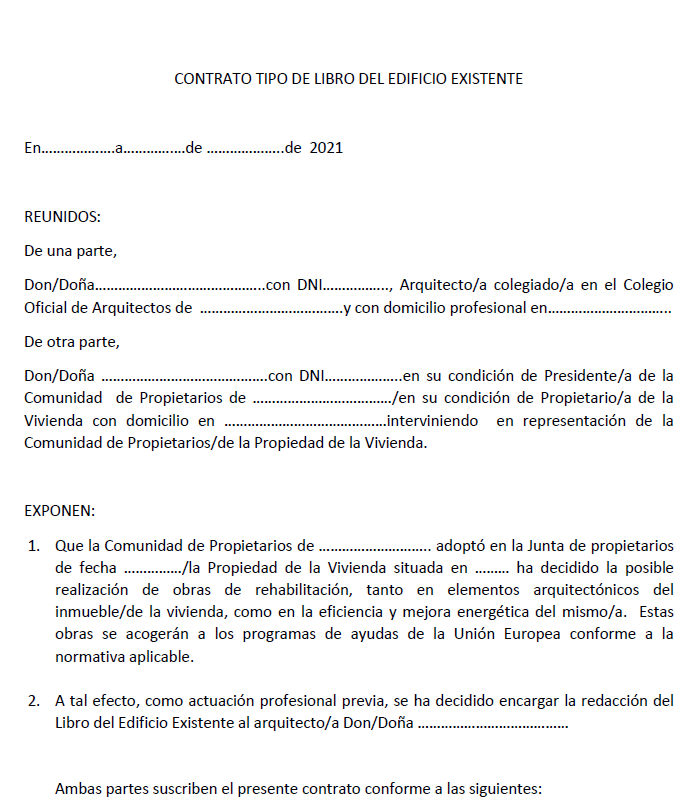 CONTRATO TIPO DE LIBRO DEL EDIFICIO EXISTENTE
En……………….a…………….de ………………..de  2021
REUNIDOS:
De una parte,
Don/Doña……………………………………..con DNI…………….., Arquitecto/a colegiado/a en el Colegio
Oficial de Arquitectos de  ……………………………….y con domicilio profesional en…………………………..
De otra parte,
Don/Doña …………………………………….con DNI………………..en su condición de Presidente/a de la
Comunidad  de Propietarios de ………………………………/en su condición de Propietario/a de la
Vivienda con domicilio en ……………………………………interviniendo  en representación de la
Comunidad de Propietarios/de la Propiedad de la Vivienda.
EXPONEN:
1. Que la Comunidad de Propietarios de ……………………….. adoptó en la Junta de propietarios
de fecha ……………/la Propiedad de la Vivienda situada en ……… ha decidido la posible
realización de obras de rehabilitación, tanto en elementos arquitectónicos del
inmueble/de la vivienda, como en la eficiencia y mejora energética del mismo/a.  Estas
obras se acogerán a los programas de ayudas de la Unión Europea conforme a la
normativa aplicable.
2. A tal efecto, como actuación profesional previa, se ha decidido encargar la redacción del
Libro del Edificio Existente al arquitecto/a Don/Doña …………………………………
Ambas partes suscriben el presente contrato conforme a las siguientes: